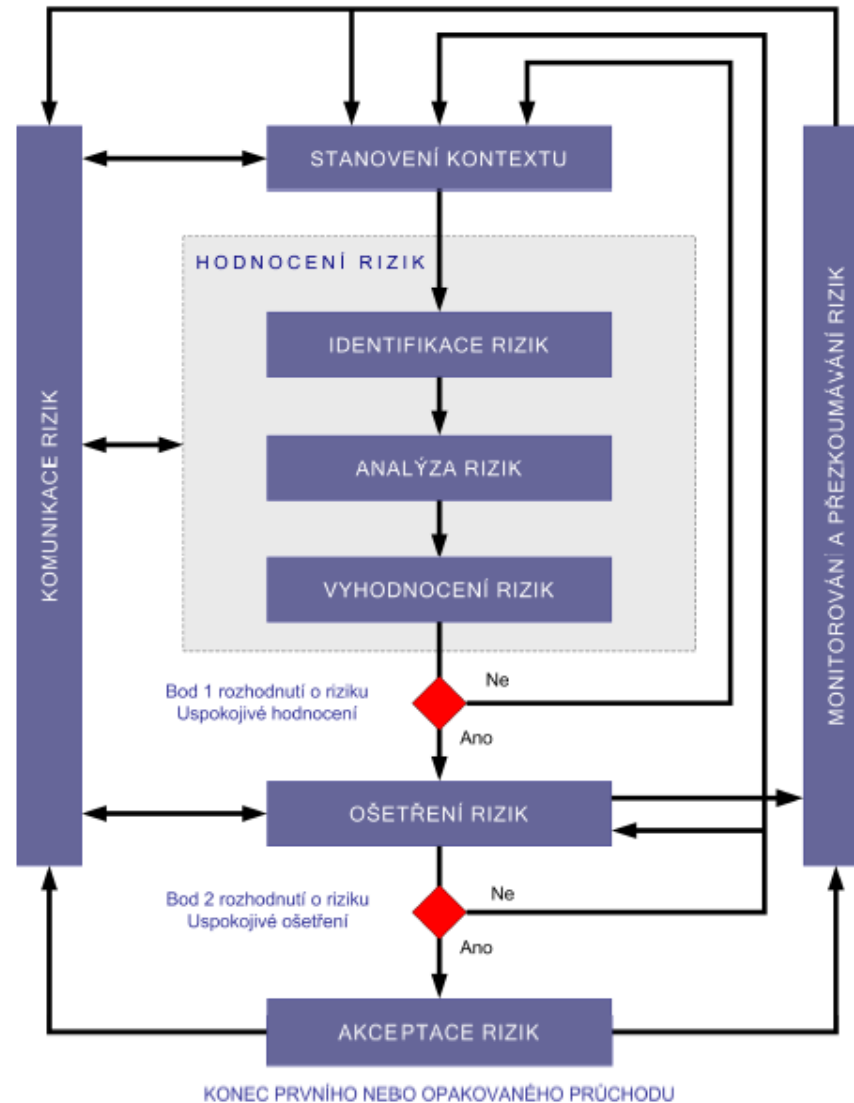 STANOVENÍ KONTEXTU
HODNOCENÍ RIZIK
IDENTIFIKACE RIZIK
ANALÝZA RIZIK
VYHODNOCENÍ RIZIK
KOMUNIKACE RIZIK
MONITOROVÁNÍ A PŘEZKOUMÁVÁNÍ RIZIK
Bod 1 rozhodnutí o riziku
Uspokojivé hodnocení
Ne
Ano
OŠETŘENÍ RIZIK
Bod 2 rozhodnutí o riziku
Uspokojivé ošetření
Ne
Ano
AKCEPTACE RIZIK
KONEC PRVNÍHO NEBO OPAKOVANÉHO PRŮCHODU